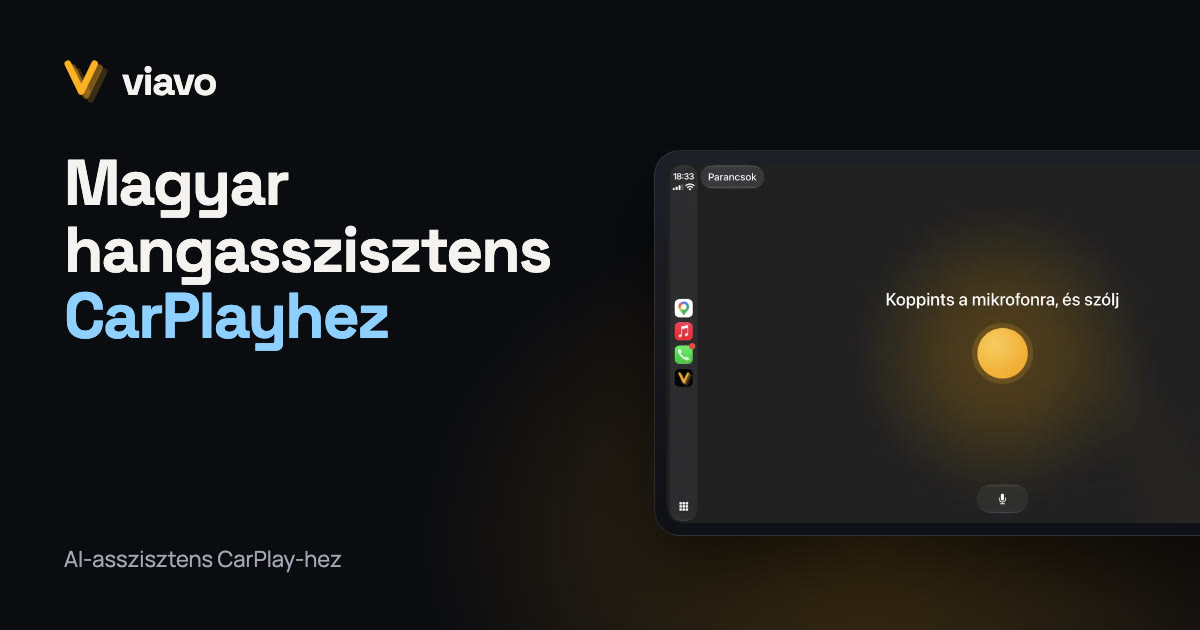 viavo
Magyar
hangasszisztens
CarPlayhez
AI-asszisztens CarPlay-hez
18:33
Parancsok
Koppints a mikrofonra, és szólj